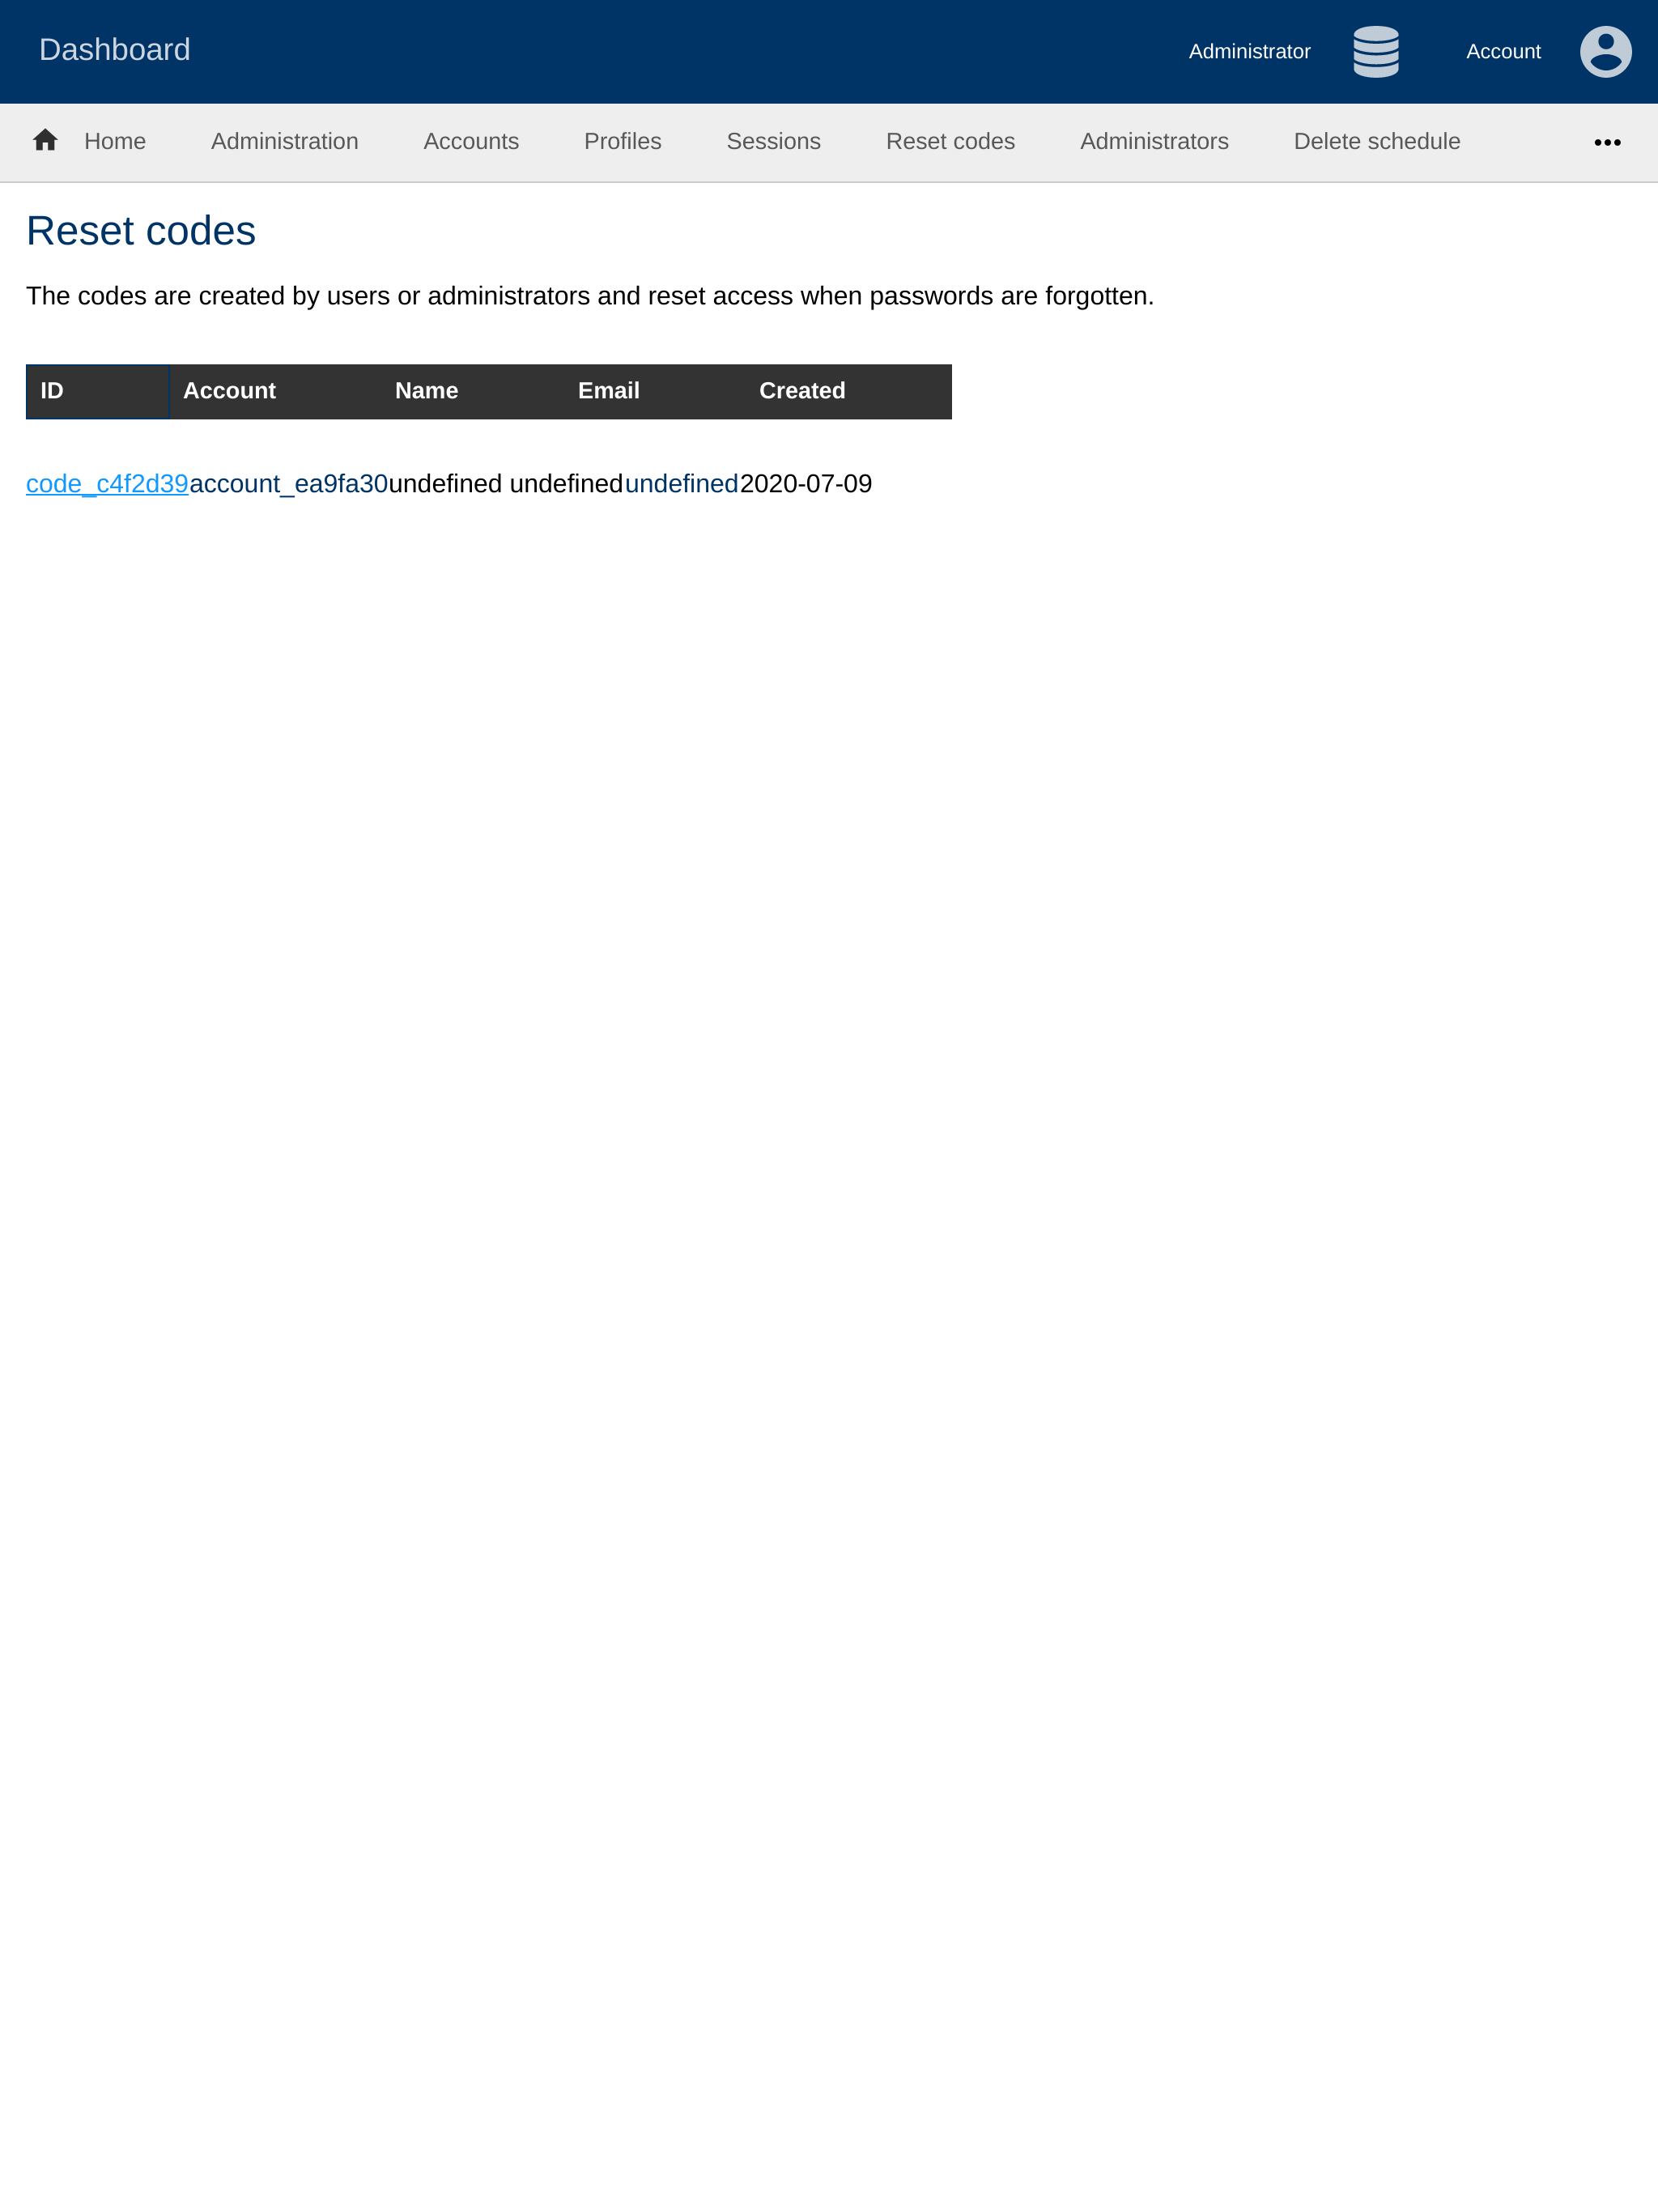 Dashboard Administrator Account
Home Administration Accounts Profiles Sessions Reset codes Administrators Delete schedule
Reset codes
The codes are created by users or administrators and reset access when passwords are forgotten.
ID Account Name Email Created
code_c4f2d39account_ea9fa30undefined undefinedundefined2020-07-09